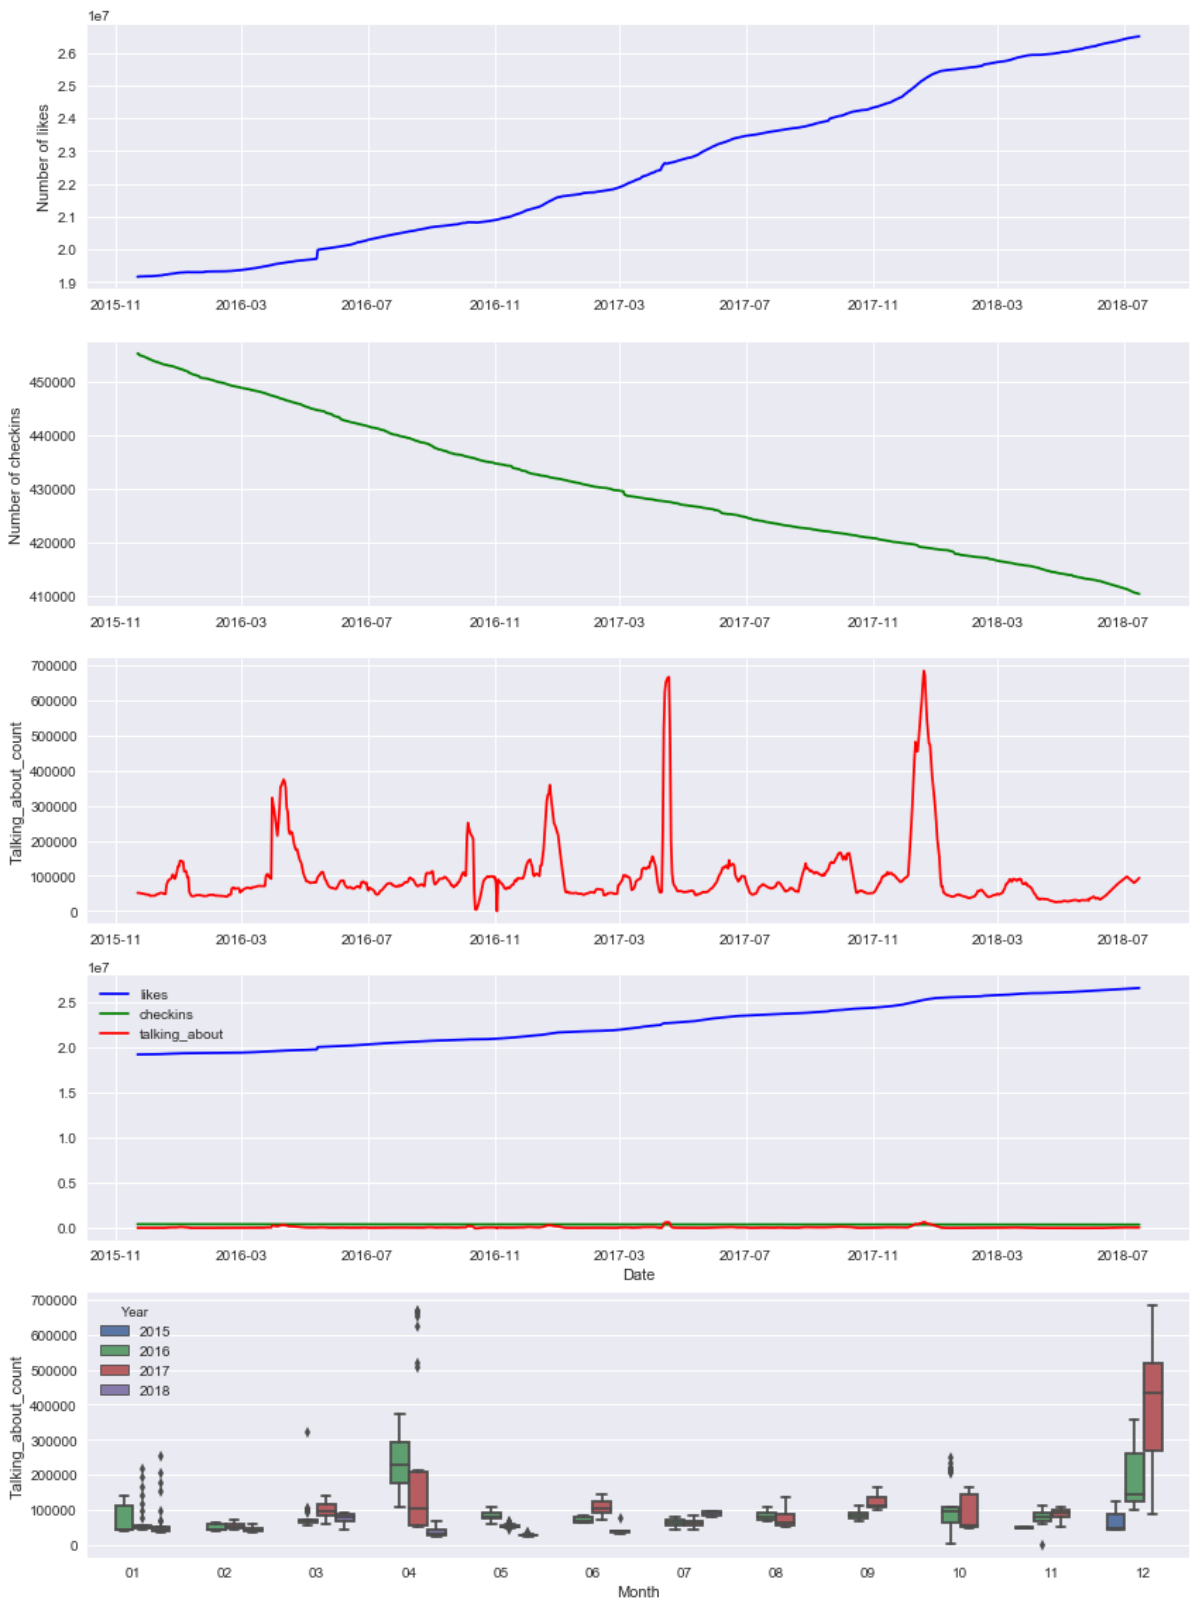 1e7
Number of likes
2.6
2.5
2.4
2.3
2.2
2.1
2.0
1.9
2015-11 2016-03 2016-07 2016-11 2017-03 2017-07 2017-11 2018-03 2018-07
Number of checkins
450000
440000
430000
420000
410000
2015-11 2016-03 2016-07 2016-11 2017-03 2017-07 2017-11 2018-03 2018-07
Talking_about_count
700000
600000
500000
400000
300000
200000
100000
0
2015-11 2016-03 2016-07 2016-11 2017-03 2017-07 2017-11 2018-03 2018-07
1e7
likes
checkins
talking_about
2.5
2.0
1.5
1.0
0.5
0.0
2015-11 2016-03 2016-07 2016-11 2017-03 2017-07 2017-11 2018-03 2018-07
Date
Talking_about_count
700000
600000
500000
400000
300000
200000
100000
0
Year
2015
2016
2017
2018
01 02 03 04 05 06 07 08 09 10 11 12
Month